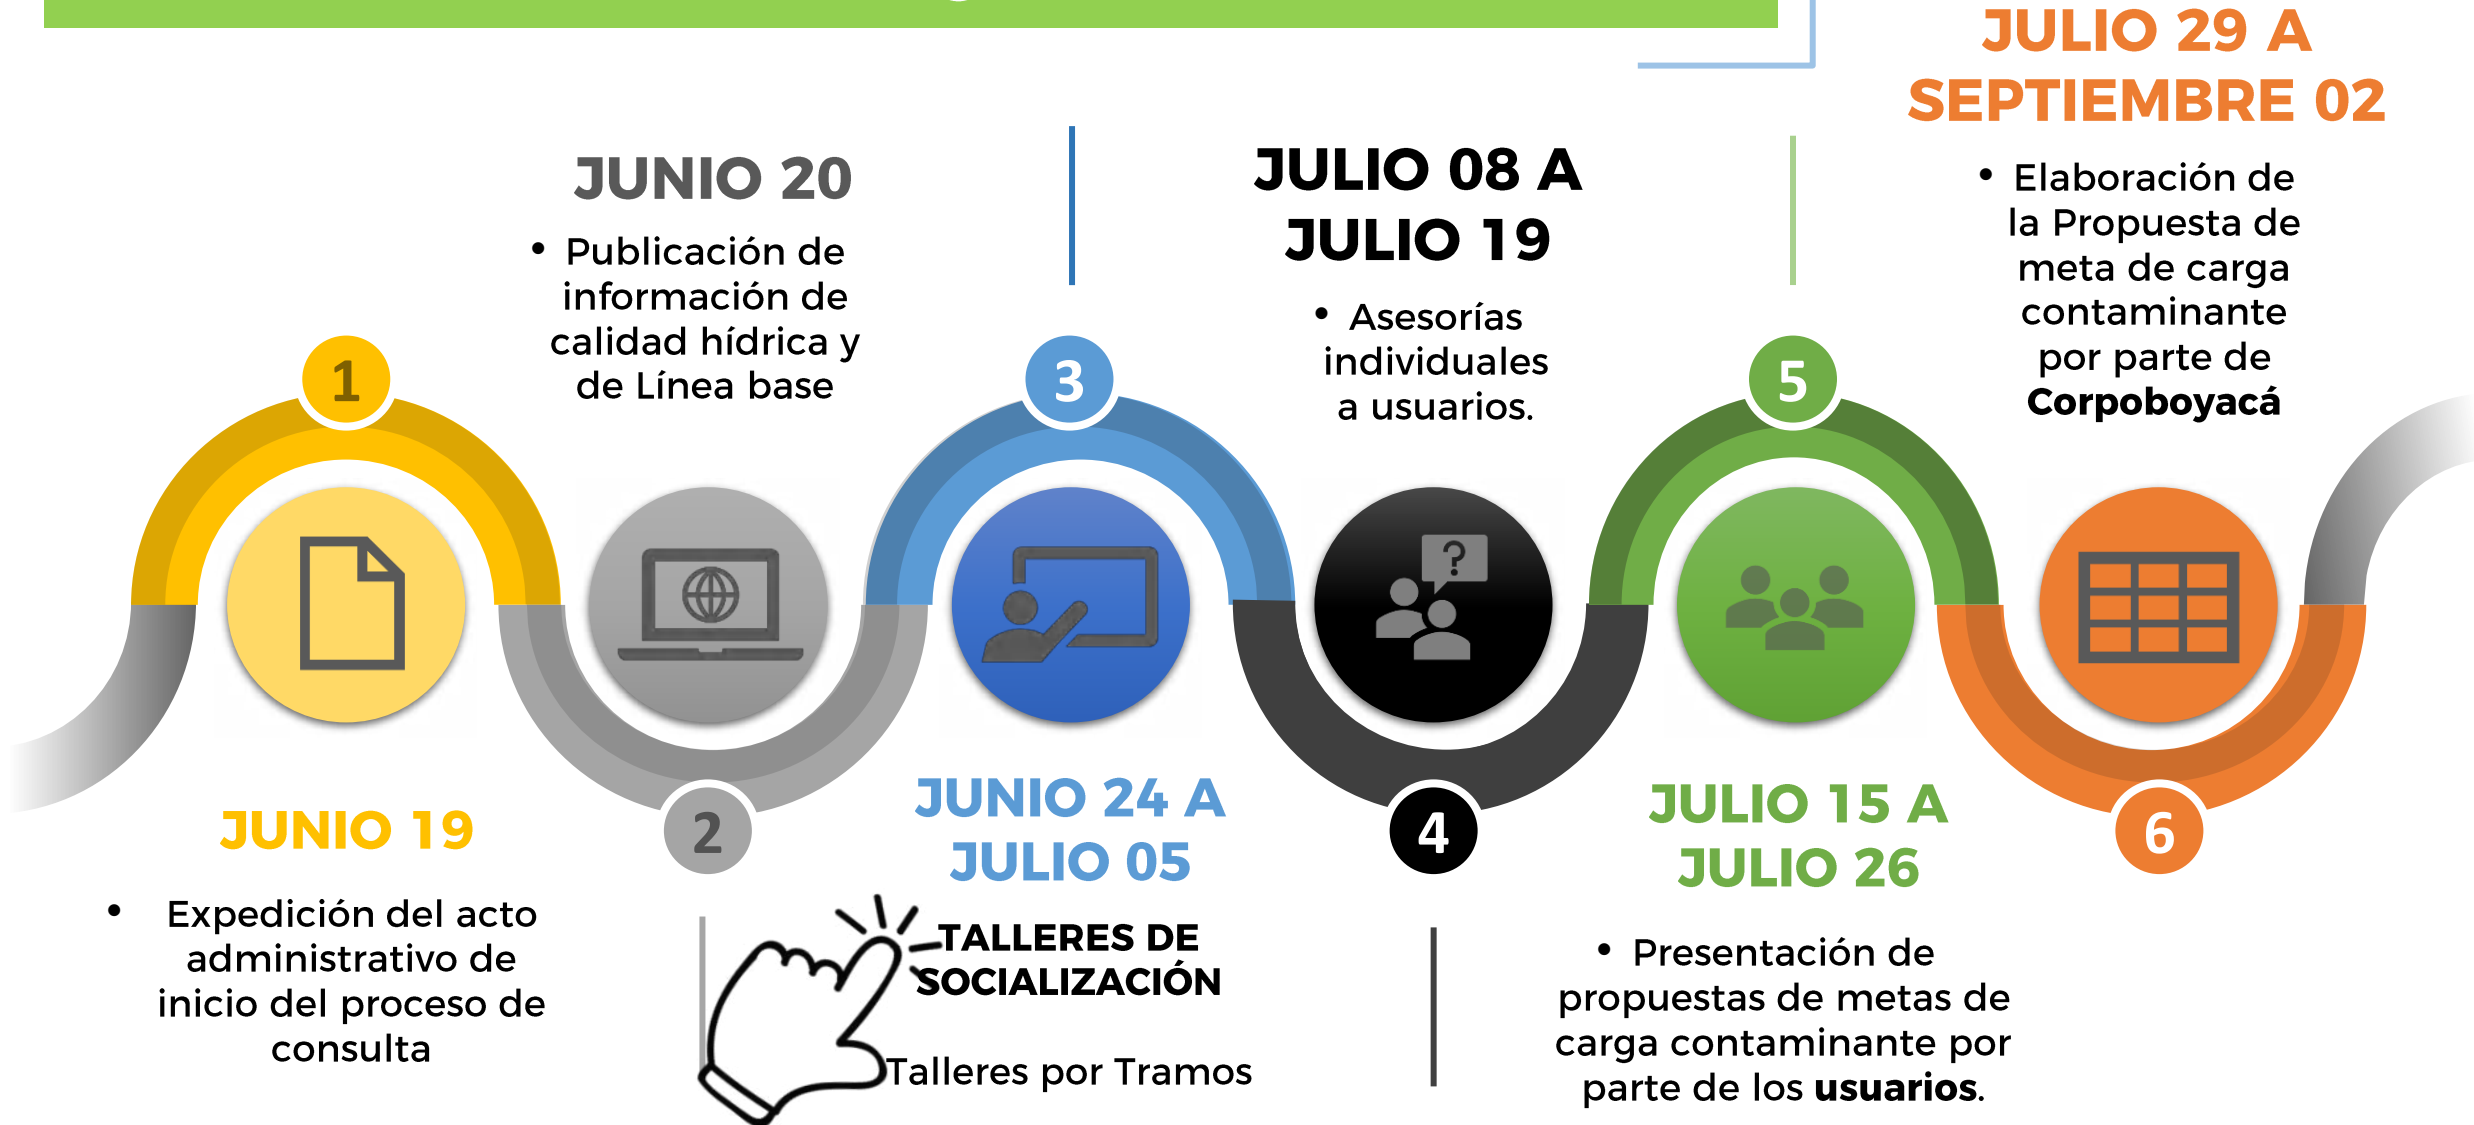 1
JUNIO 19
• Expedición del acto
administrativo de
inicio del proceso de
consulta
JUNIO 20
• Publicación de
información de
calidad hídrica y
de Línea base
2
3
JUNIO 24 A
JULIO 05
TALLERES DE
SOCIALIZACIÓN
Talleres por Tramos
JULIO 08 A
JULIO 19
• Asesorías
individuales
a usuarios.
?
4
5
JULIO 15 A
JULIO 26
• Presentación de
propuestas de metas de
carga contaminante por
parte de los usuarios.
JULIO 29 A
SEPTIEMBRE 02
• Elaboración de
la Propuesta de
meta de carga
contaminante
por parte de
Corpoboyacá
6